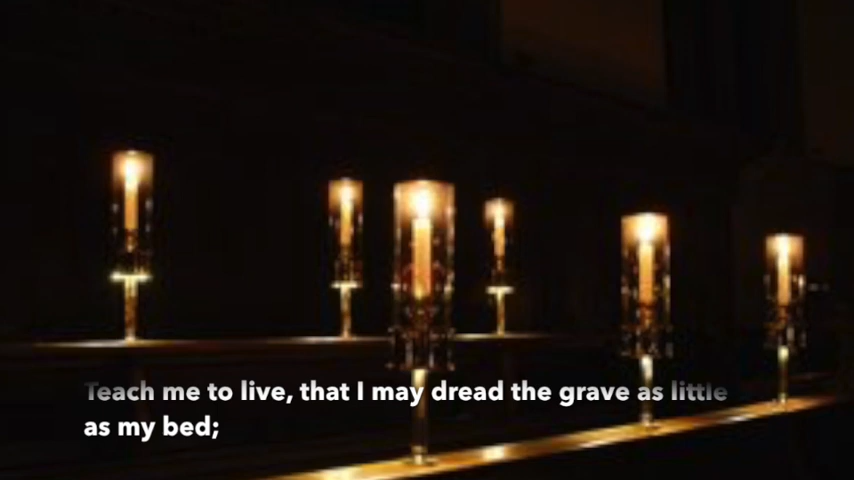 Teach me to live, that I may dread the grave as little
as my bed;